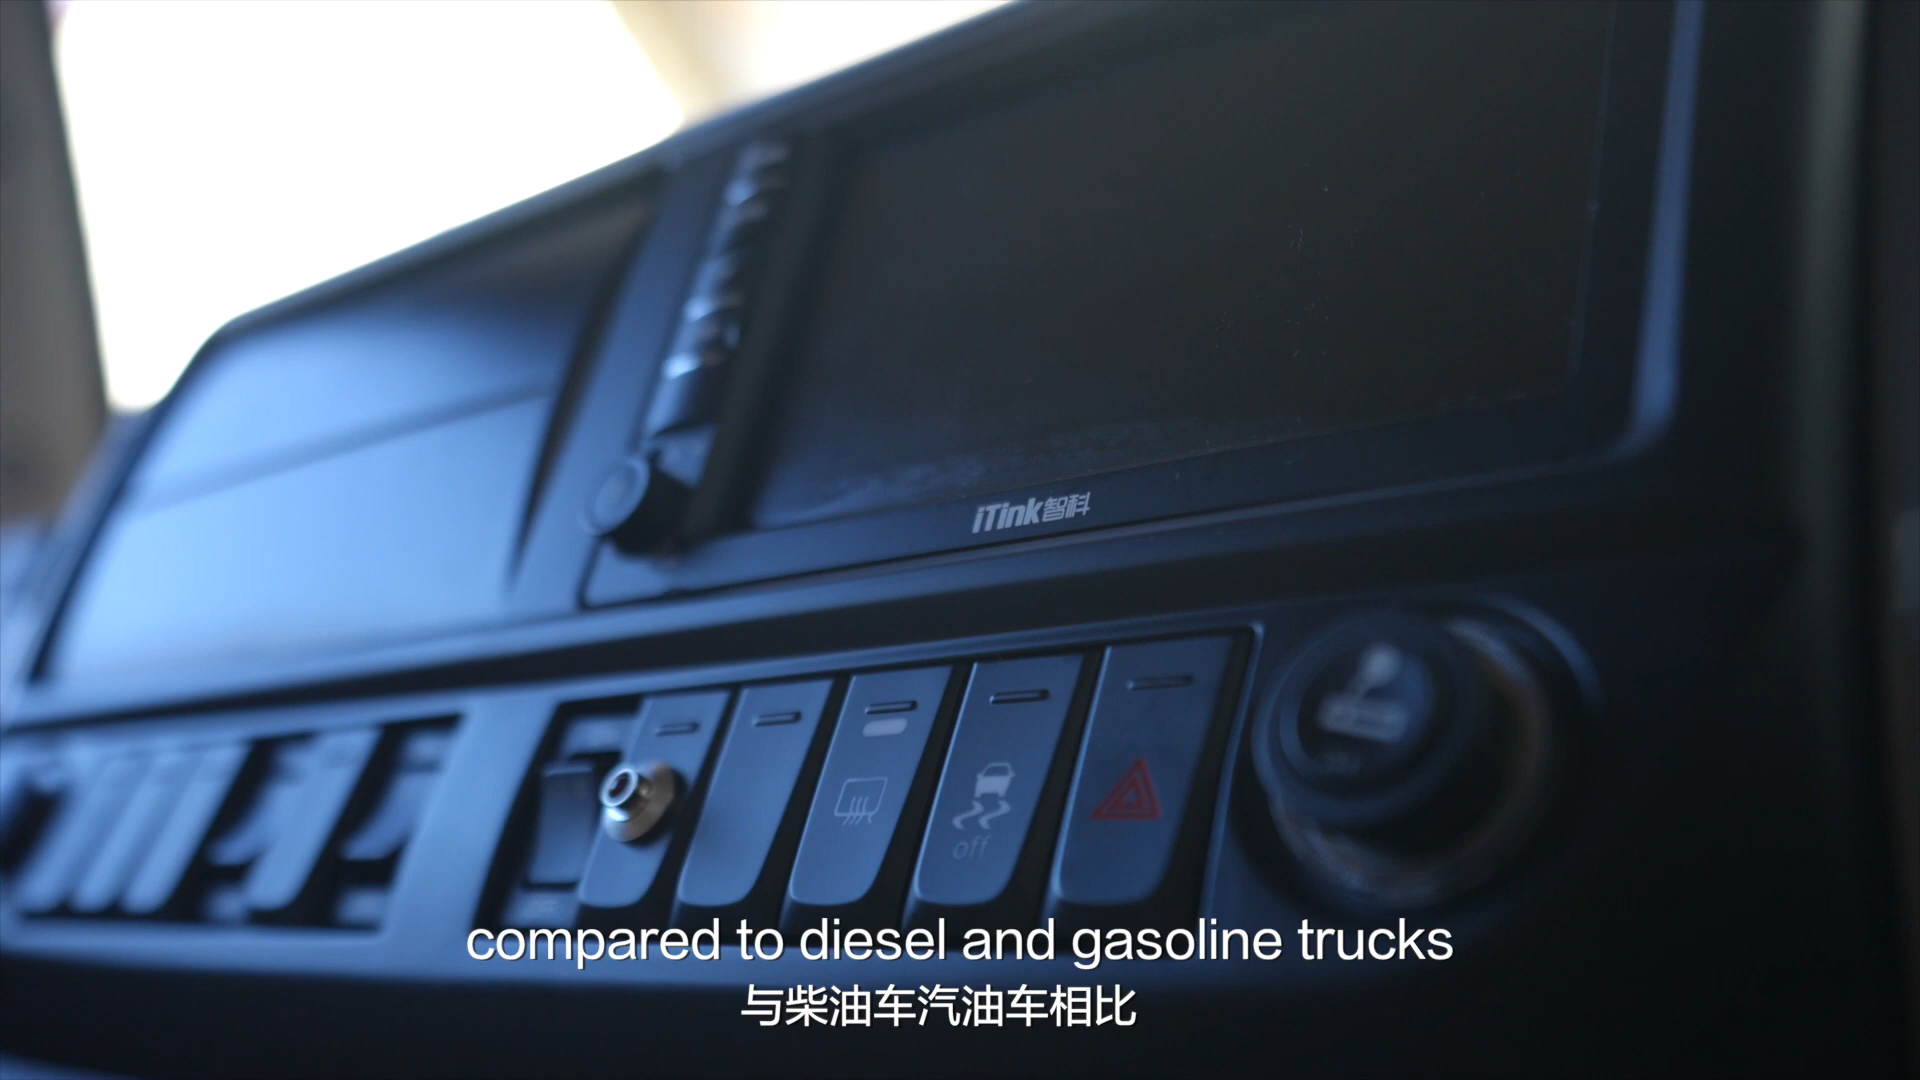 iTink智科
off
compared to diesel and gasoline trucks
与柴油车汽油车相比